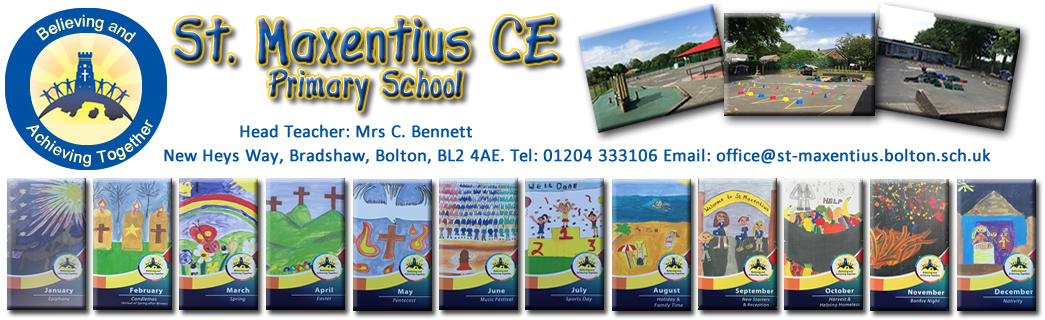 Believing and
Achieving Together
St. Maxentius CE
Primary School
Head Teacher: Mrs C. Bennett
New Heys Way, Bradshaw, Bolton, BL2 4AE. Tel: 01204 333106 Email: office@st-maxentius.bolton.sch.uk
January
Epiphany
February
Candlemas
March
Spring
April
Easter
May
Pentecost
June
Music Festival
WELL DONE
1
2
3
July
Sports Day
August
Holiday &
Family Time
Welcome to St Maxentius
September
New Starters
& Reception
HELP
October
Harvest &
Helping Homeless
November
Bonfire Night
December
Nativity